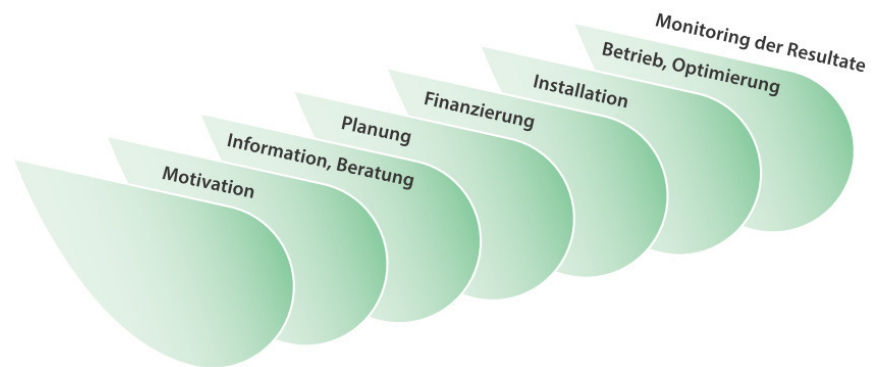 Motivation
Information, Beratung
Planung
Finanzierung
Installation
Betrieb, Optimierung
Monitoring der Resultate